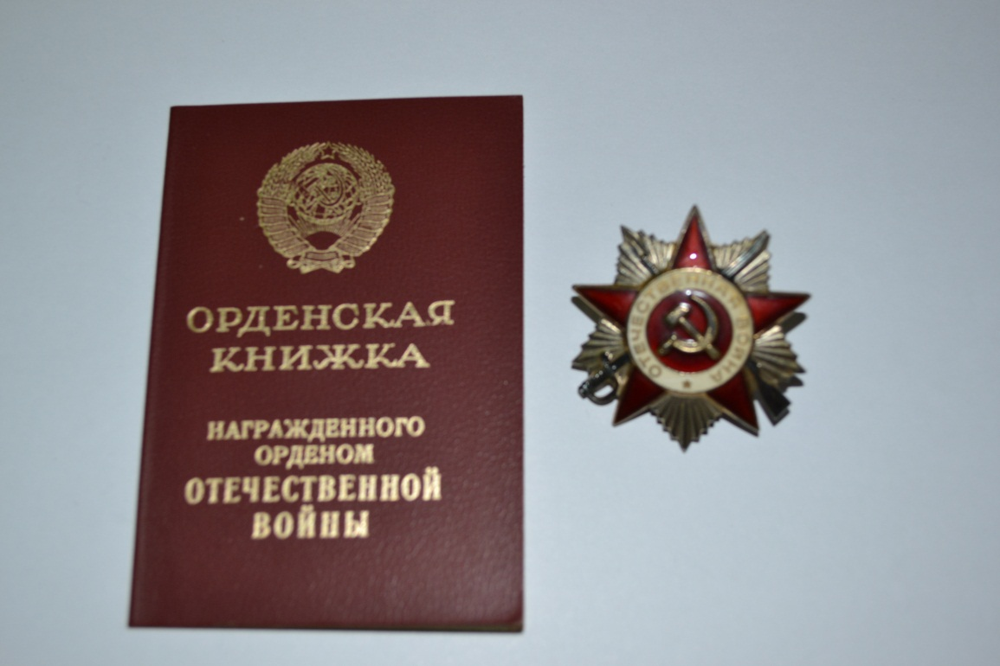 ОРДЕНСКАЯ
КНИЖКА
НАГРАЖДЕННОГО
ОРДЕНОМ
ОТЕЧЕСТВЕННОЙ
ВОЙНЫ
ОТЕЧЕСТВЕННАЯ ВОЙНА